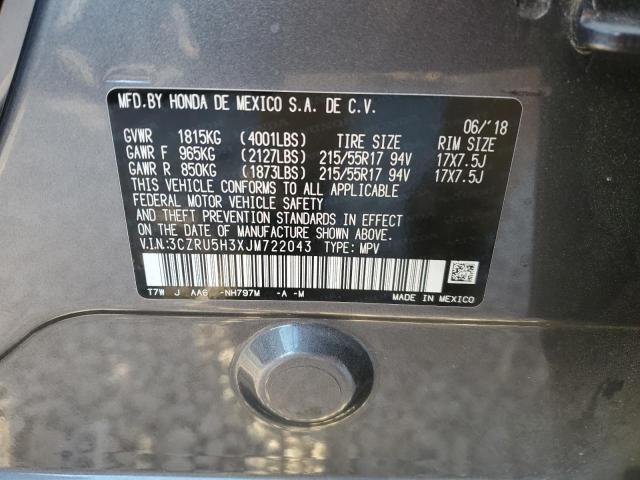 MFD.BY HONDA DE MEXICO S.A. DE C.V.
06/'18
GVWR 1815KG (4001LBS) TIRE SIZE RIM SIZE
GAWR F 965KG (2127LBS) 215/55R17 94V 17X7.5J
GAWR R 850KG (1873LBS) 215/55R17 94V 17X7.5J
THIS VEHICLE CONFORMS TO ALL APPLICABLE
FEDERAL MOTOR VEHICLE SAFETY
AND THEFT PREVENTION STANDARDS IN EFFECT
ON THE DATE OF MANUFACTURE SHOWN ABOVE.
V.I.N:3CZRU5H3XJM722043 TYPE: MPV
T7W J AA6 -NH797M -A -M
MADE IN MEXICO